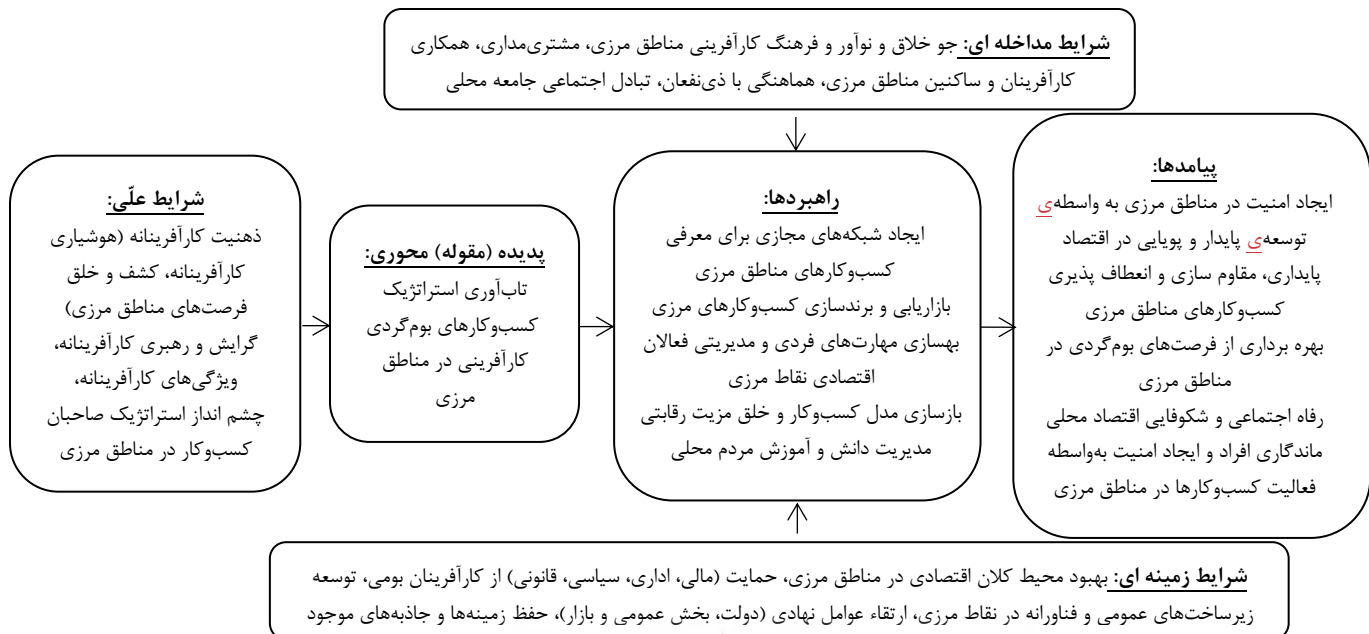 شرایط مداخله ای: جو خلاق و نوآور و فرهنگ کارآفرینی مناطق مرزی، مشتری‌مداری، همکاری
کارآفرینان و ساکنین مناطق مرزی، هماهنگی با ذی‌نفعان، تبادل اجتماعی جامعه محلی
شرایط علّی:
ذهنیت کارآفرینانه (هوشیاری
کارآفرینانه، کشف و خلق
فرصت‌های مناطق مرزی)
گرایش و رهبری کارآفرینانه،
ویژگی‌های کارآفرینانه،
چشم انداز استراتژیک صاحبان
کسب‌وکار در مناطق مرزی
پدیده (مقوله) محوری:
تاب‌آوری استراتژیک
کسب‌وکارهای بوم‌گردی
کارآفرینی در مناطق
مرزی
راهبردها:
ایجاد شبکه‌های مجازی برای معرفی
کسب‌وکارهای مناطق مرزی
بازاریابی و برندسازی کسب‌وکارهای مرزی
بهسازی مهارت‌های فردی و مدیریتی فعالان
اقتصادی نقاط مرزی
بازسازی مدل کسب‌وکار و خلق مزیت رقابتی
مدیریت دانش و آموزش مردم محلی
پیامدها:
ایجاد امنیت در مناطق مرزی به واسطه‌ی
توسعه‌ی پایدار و پویایی در اقتصاد
پایداری، مقاوم سازی و انعطاف پذیری
کسب‌وکارهای مناطق مرزی
بهره برداری از فرصت‌های بوم‌گردی در
مناطق مرزی
رفاه اجتماعی و شکوفایی اقتصاد محلی
ماندگاری افراد و ایجاد امنیت به‌واسطه
فعالیت کسب‌وکارها در مناطق مرزی
شرایط زمینه ای: بهبود محیط کلان اقتصادی در مناطق مرزی، حمایت (مالی، اداری، سیاسی، قانونی) از کارآفرینان بومی، توسعه
زیرساخت‌های عمومی و فناورانه در نقاط مرزی، ارتقاء عوامل نهادی (دولت، بخش عمومی و بازار)، حفظ زمینه‌ها و جاذبه‌های موجود